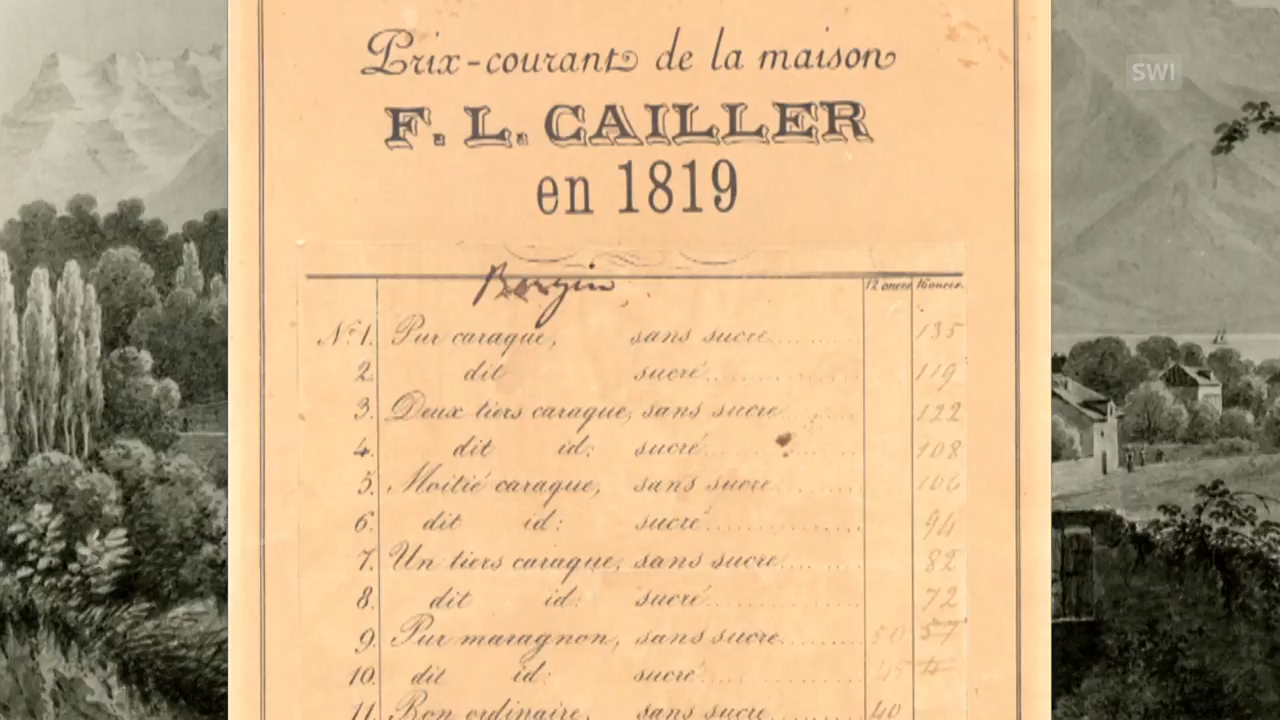 SWI
Prix-courant de la maison
F. L. CAILLER
en 1819
12 onces 16 onces.
No. 1. Pur caraque, sans sucre 135
2. dit sucré 119
3. Deux tiers caraque, sans sucre 122
4. dit id: sucré 108
5. Moitié caraque, sans sucre 106
6. dit id: sucré 94
7. Un tiers caraque, sans sucre 82
8. dit id: sucré 72
9. Pur maragnon, sans sucre 50 57
10. dit id: sucré 45
11. Bon ordinaire, sans sucre 40